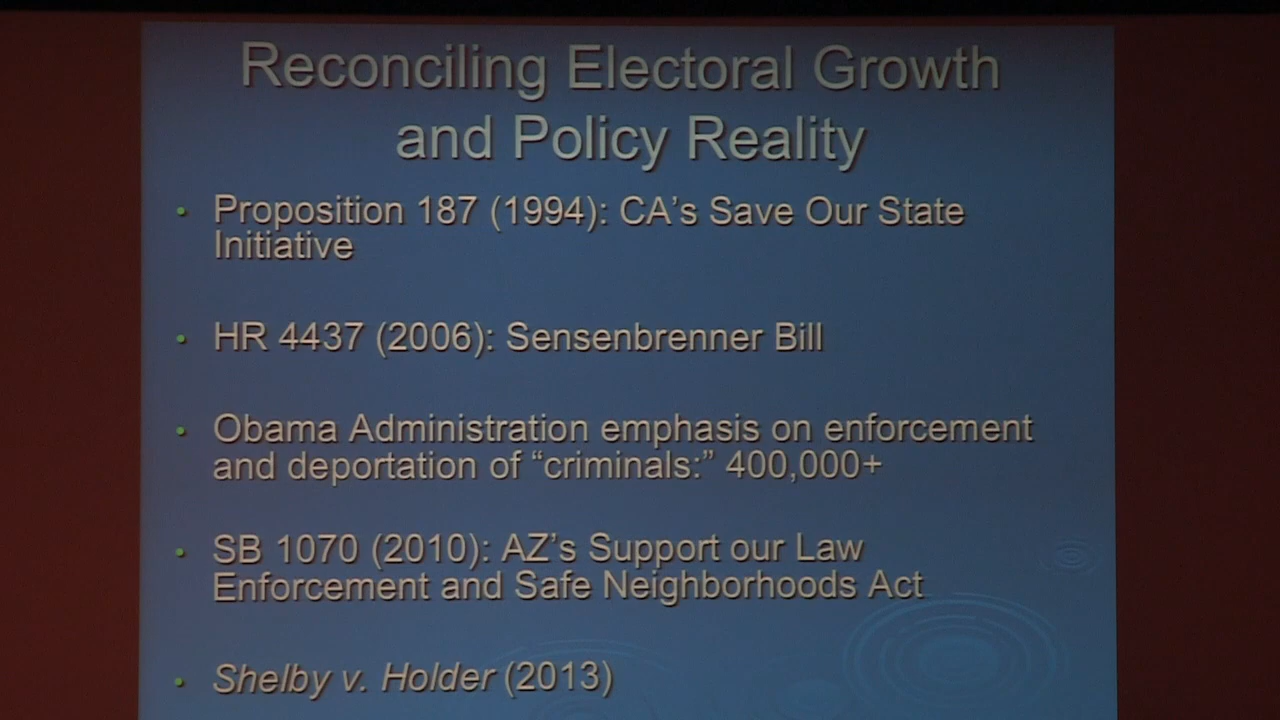 Reconciling Electoral Growth
and Policy Reality
• Proposition 187 (1994): CA's Save Our State
Initiative
• HR 4437 (2006): Sensenbrenner Bill
• Obama Administration emphasis on enforcement
and deportation of “criminals:” 400,000+
• SB 1070 (2010): AZ's Support our Law
Enforcement and Safe Neighborhoods Act
• Shelby v. Holder (2013)